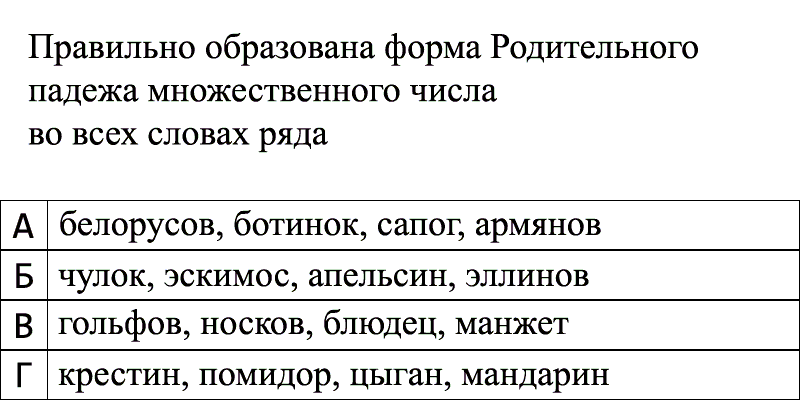 Правильно образована форма Родительного
падежа множественного числа
во всех словах ряда
А белорусов, ботинок, сапог, армянов
Б чулок, эскимос, апельсин, эллинов
В гольфов, носков, блюдец, манжет
Г крестин, помидор, цыган, мандарин